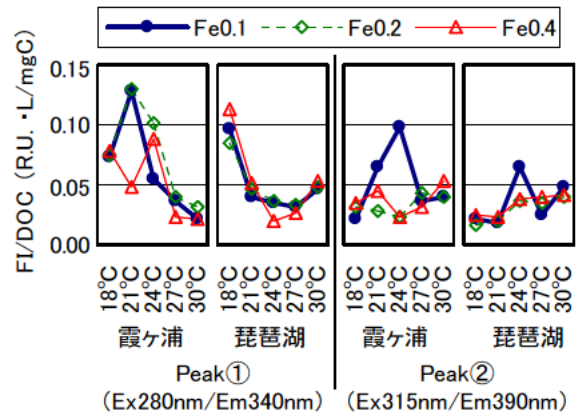 Fe0.1 Fe0.2 Fe0.4
FI/DOC (R.U.・L/mgC)
0.15
0.10
0.05
0.00
18℃ 21℃ 24℃ 27℃ 30℃ 18℃ 21℃ 24℃ 27℃ 30℃ 18℃ 21℃ 24℃ 27℃ 30℃ 18℃ 21℃ 24℃ 27℃ 30℃
霞ヶ浦 琵琶湖 霞ヶ浦 琵琶湖
Peak① Peak②
(Ex280nm/Em340nm) (Ex315nm/Em390nm)